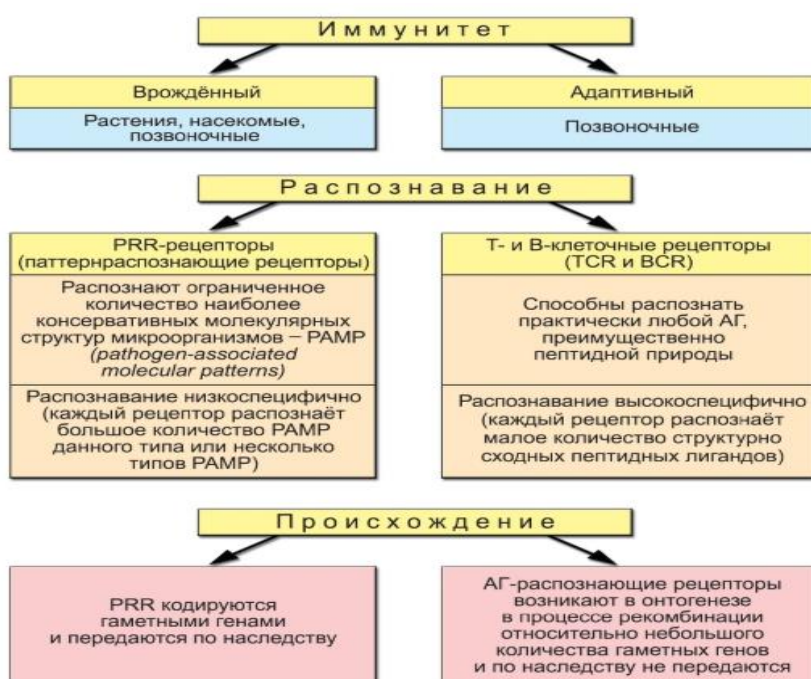 Иммунитет
Врождённый
Растения, насекомые,
позвоночные
Адаптивный
Позвоночные
Распознавание
PRR-рецепторы
(паттернраспознающие рецепторы)
Распознают ограниченное
количество наиболее
консервативных молекулярных
структур микроорганизмов – PAMP
(pathogen-associated
molecular patterns)
Распознавание низкоспецифично
(каждый рецептор распознаёт
большое количество PAMP
данного типа или несколько
типов PAMP)
Т- и В-клеточные рецепторы
(TCR и BCR)
Способны распознать
практически любой АГ,
преимущественно
пептидной природы
Распознавание высокоспецифично
(каждый рецептор распознаёт
малое количество структурно
сходных пептидных лигандов)
Происхождение
PRR кодируются
гаметными генами
и передаются по наследству
АГ-распознающие рецепторы
возникают в онтогенезе
в процессе рекомбинации
относительно небольшого
количества гаметных генов
и по наследству не передаются